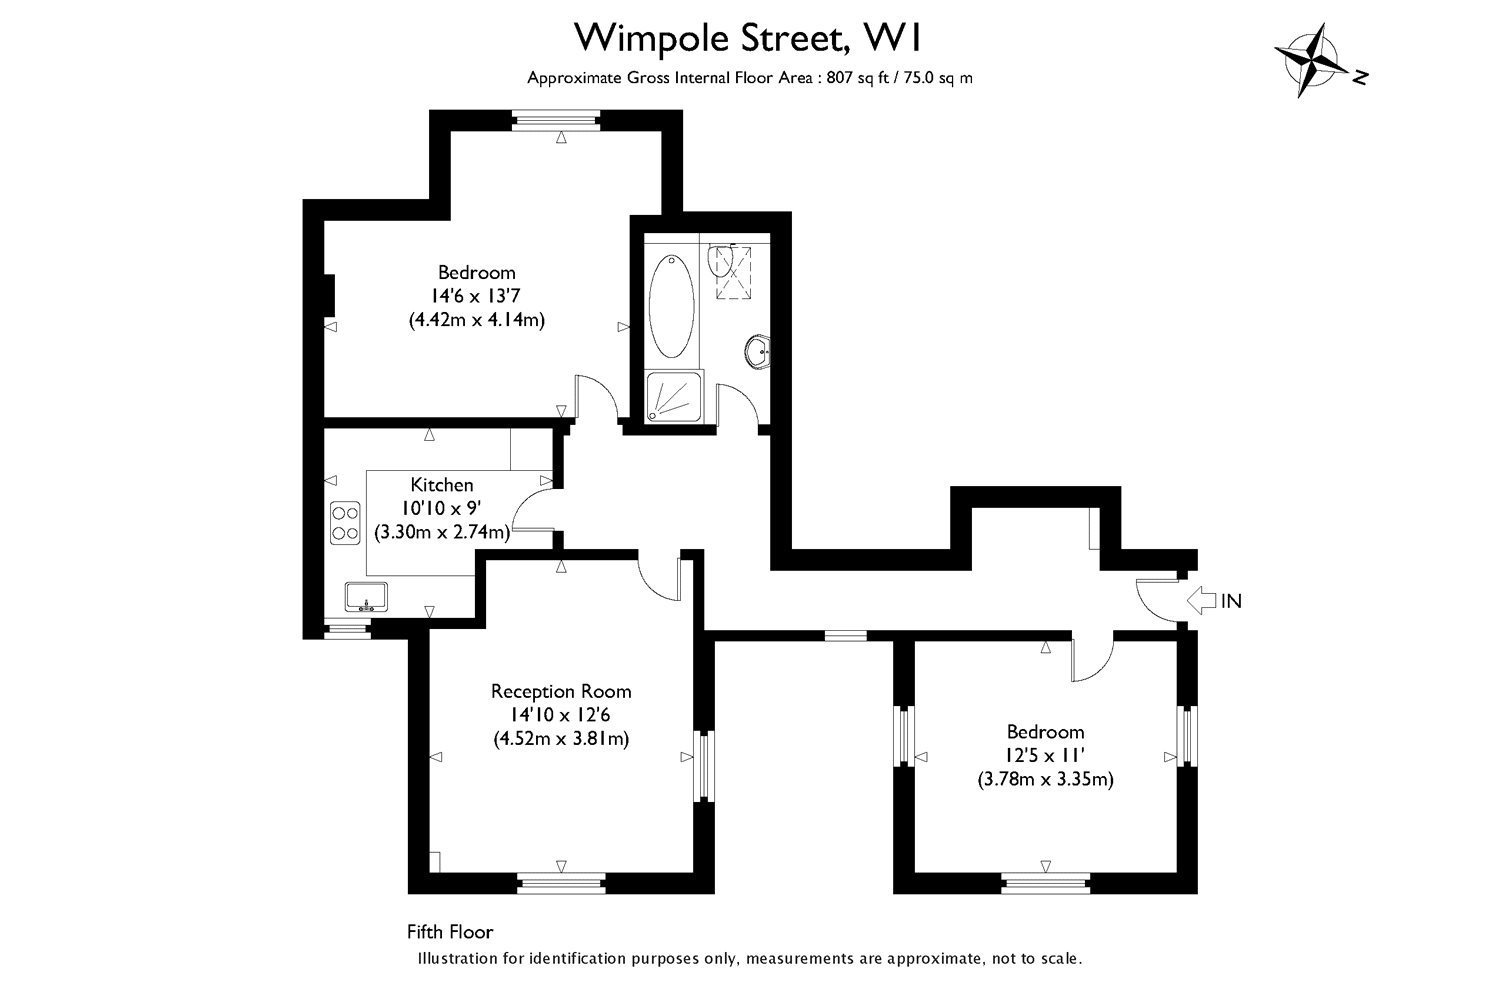 Wimpole Street, W1
Approximate Gross Internal Floor Area : 807 sq ft / 75.0 sq m
N
Bedroom
14'6 x 13'7
(4.42m x 4.14m)
Kitchen
10'10 x 9'
(3.30m x 2.74m)
IN
Reception Room
14'10 x 12'6
(4.52m x 3.81m)
Bedroom
12'5 x 11'
(3.78m x 3.35m)
Fifth Floor
Illustration for identification purposes only, measurements are approximate, not to scale.